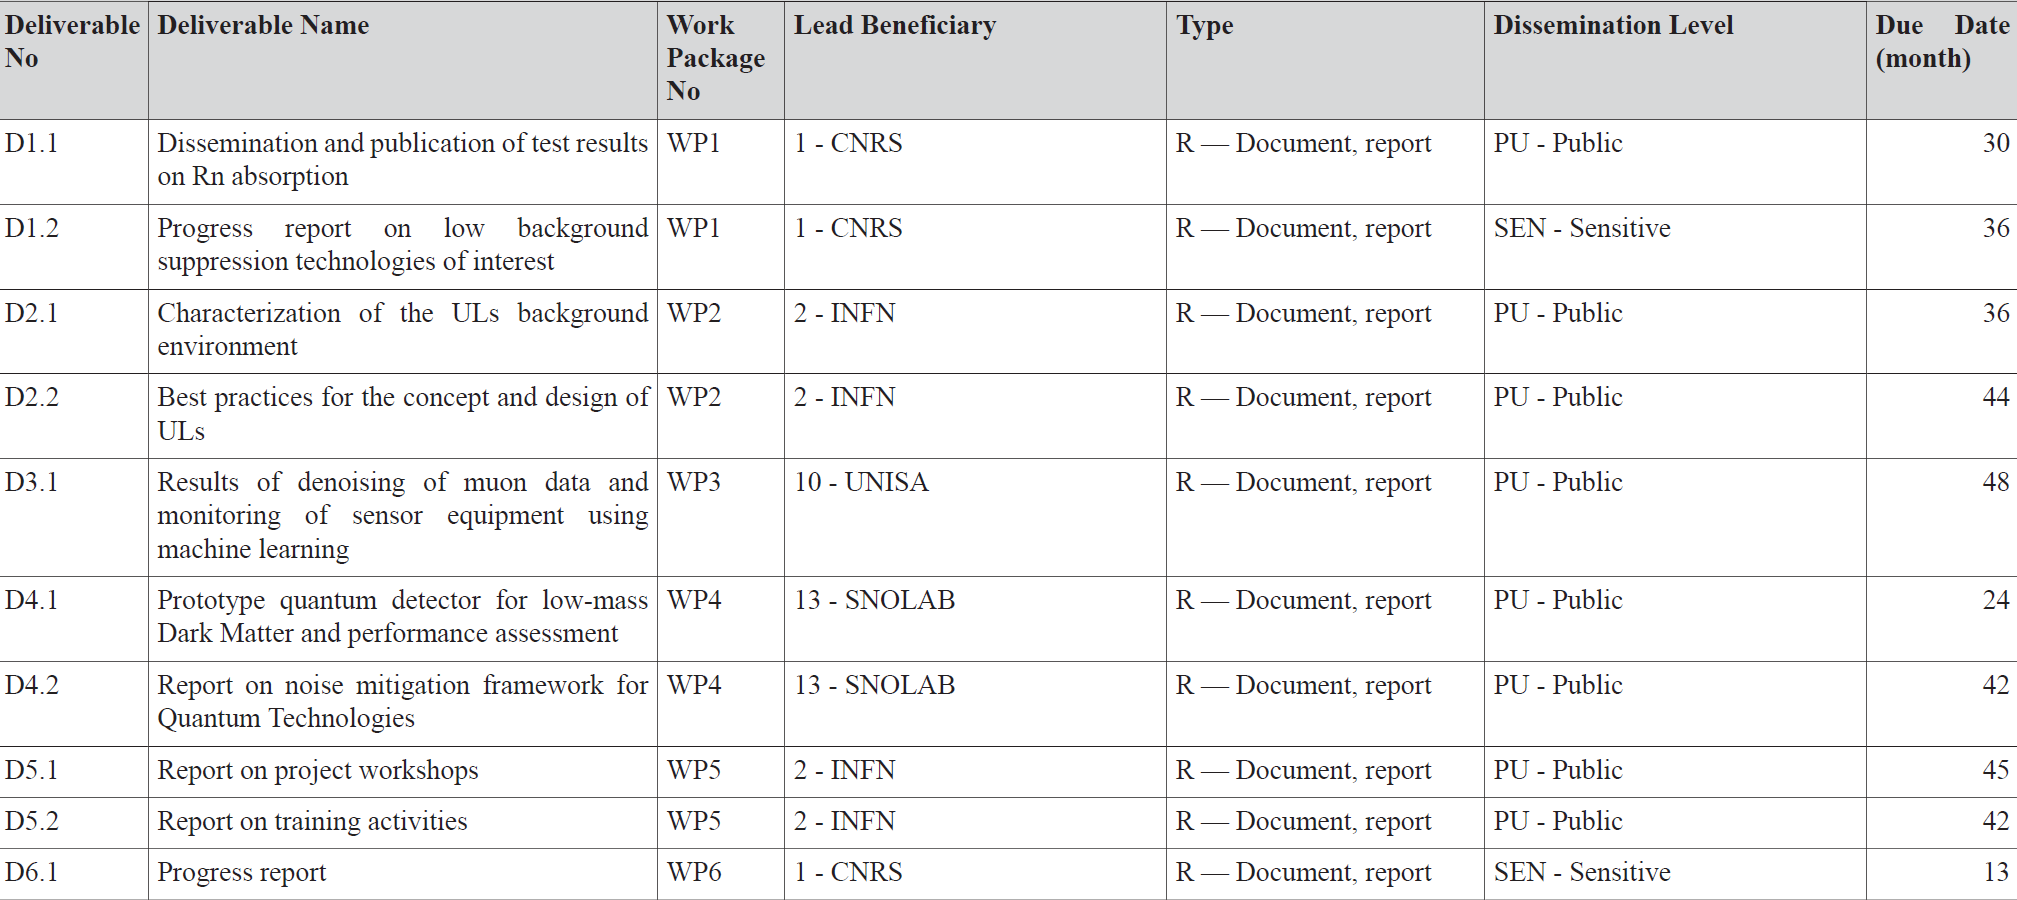 Deliverable No | Deliverable Name | Work Package No | Lead Beneficiary | Type | Dissemination Level | Due Date (month)
D1.1 | Dissemination and publication of test results on Rn absorption | WP1 | 1 - CNRS | R — Document, report | PU - Public | 30
D1.2 | Progress report on low background suppression technologies of interest | WP1 | 1 - CNRS | R — Document, report | SEN - Sensitive | 36
D2.1 | Characterization of the ULs background environment | WP2 | 2 - INFN | R — Document, report | PU - Public | 36
D2.2 | Best practices for the concept and design of ULs | WP2 | 2 - INFN | R — Document, report | PU - Public | 44
D3.1 | Results of denoising of muon data and monitoring of sensor equipment using machine learning | WP3 | 10 - UNISA | R — Document, report | PU - Public | 48
D4.1 | Prototype quantum detector for low-mass Dark Matter and performance assessment | WP4 | 13 - SNOLAB | R — Document, report | PU - Public | 24
D4.2 | Report on noise mitigation framework for Quantum Technologies | WP4 | 13 - SNOLAB | R — Document, report | PU - Public | 42
D5.1 | Report on project workshops | WP5 | 2 - INFN | R — Document, report | PU - Public | 45
D5.2 | Report on training activities | WP5 | 2 - INFN | R — Document, report | PU - Public | 42
D6.1 | Progress report | WP6 | 1 - CNRS | R — Document, report | SEN - Sensitive | 13